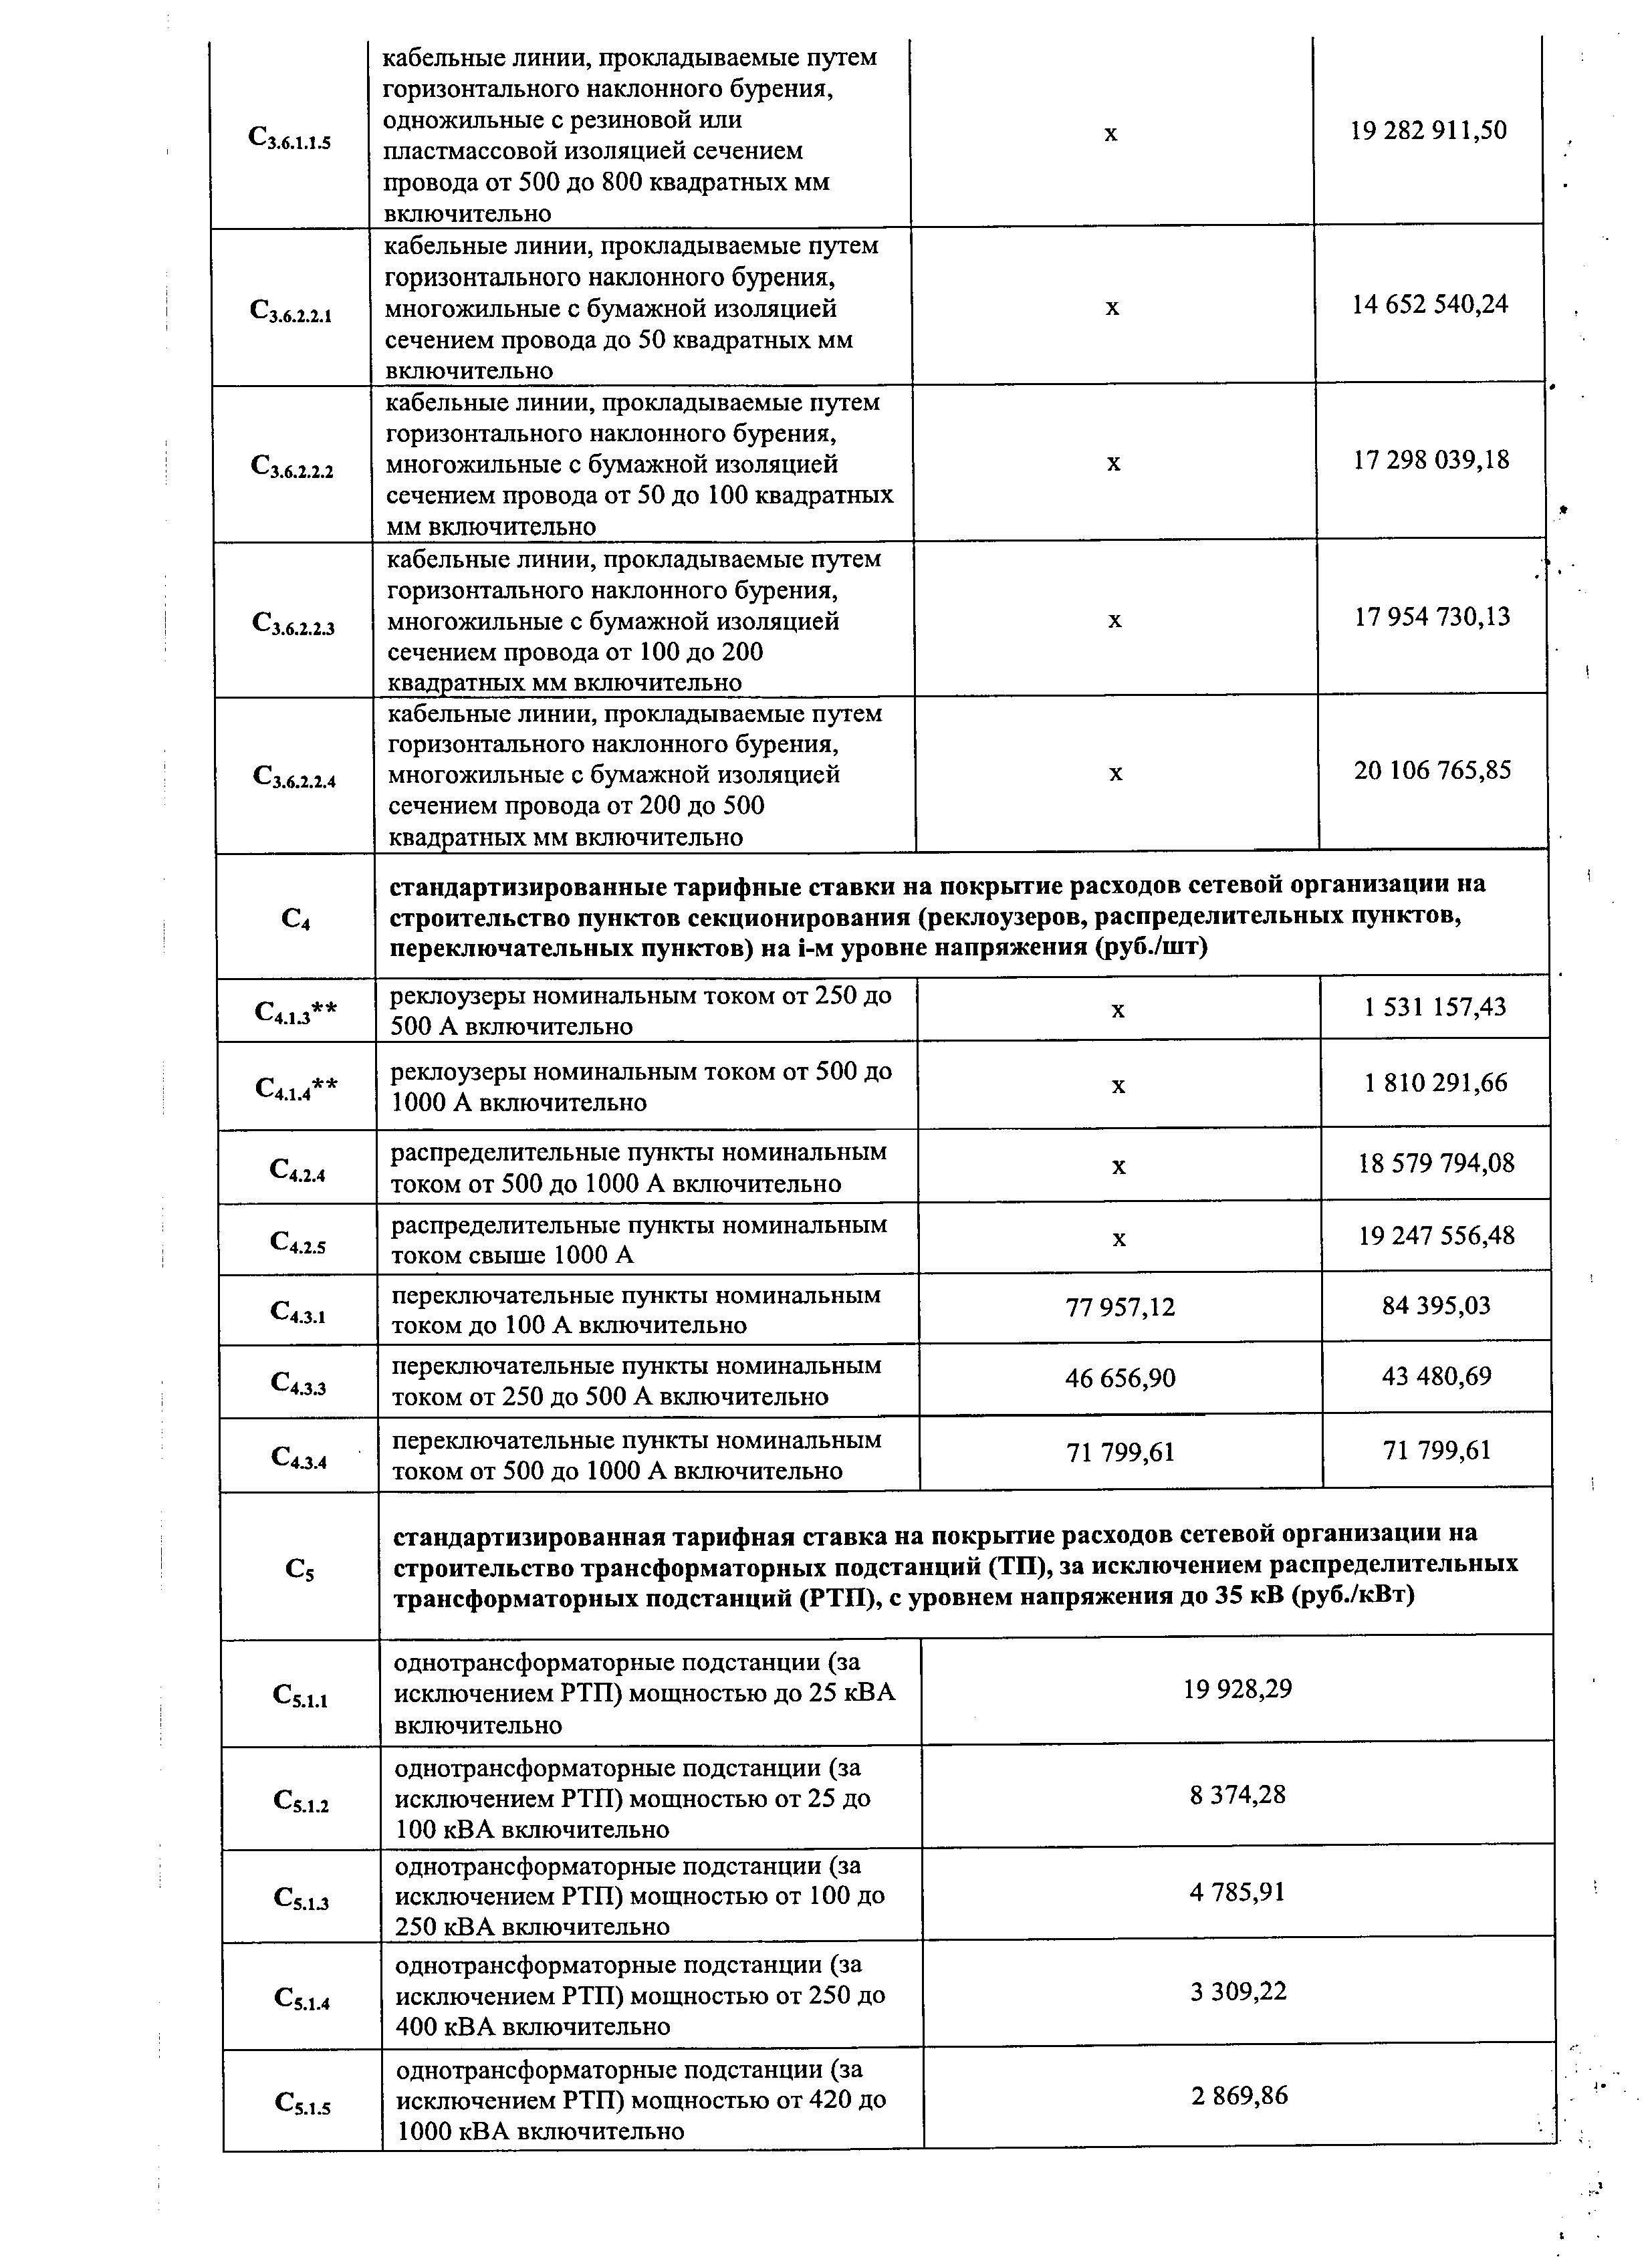 кабельные линии, прокладываемые путем
горизонтального наклонного бурения,
одножильные с резиновой или
пластмассовой изоляцией сечением
провода от 500 до 800 квадратных мм
включительно
С3.6.1.1.5
х
19 282 911,50
кабельные линии, прокладываемые путем
горизонтального наклонного бурения,
многожильные с бумажной изоляцией
сечением провода до 50 квадратных мм
включительно
С3.6.2.2.1
х
14 652 540,24
кабельные линии, прокладываемые путем
горизонтального наклонного бурения,
многожильные с бумажной изоляцией
сечением провода от 50 до 100 квадратных
мм включительно
С3.6.2.2.2
х
17 298 039,18
кабельные линии, прокладываемые путем
горизонтального наклонного бурения,
многожильные с бумажной изоляцией
сечением провода от 100 до 200
квадратных мм включительно
С3.6.2.2.3
х
17 954 730,13
кабельные линии, прокладываемые путем
горизонтального наклонного бурения,
многожильные с бумажной изоляцией
сечением провода от 200 до 500
квадратных мм включительно
С3.6.2.2.4
х
20 106 765,85
С4
стандартизированные тарифные ставки на покрытие расходов сетевой организации на
строительство пунктов секционирования (реклоузеров, распределительных пунктов,
переключательных пунктов) на i-м уровне напряжения (руб./шт)
С4.1.3**
реклоузеры номинальным током от 250 до
500 А включительно
х
1 531 157,43
С4.1.4**
реклоузеры номинальным током от 500 до
1000 А включительно
х
1 810 291,66
С4.2.4
распределительные пункты номинальным
током от 500 до 1000 А включительно
х
18 579 794,08
С4.2.5
распределительные пункты номинальным
током свыше 1000 А
х
19 247 556,48
С4.3.1
переключательные пункты номинальным
током до 100 А включительно
77 957,12
84 395,03
С4.3.3
переключательные пункты номинальным
током от 250 до 500 А включительно
46 656,90
43 480,69
С4.3.4
переключательные пункты номинальным
током от 500 до 1000 А включительно
71 799,61
71 799,61
С5
стандартизированная тарифная ставка на покрытие расходов сетевой организации на
строительство трансформаторных подстанций (ТП), за исключением распределительных
трансформаторных подстанций (РТП), с уровнем напряжения до 35 кВ (руб./кВт)
С5.1.1
однотрансформаторные подстанции (за
исключением РТП) мощностью до 25 кВА
включительно
19 928,29
С5.1.2
однотрансформаторные подстанции (за
исключением РТП) мощностью от 25 до
100 кВА включительно
8 374,28
С5.1.3
однотрансформаторные подстанции (за
исключением РТП) мощностью от 100 до
250 кВА включительно
4 785,91
С5.1.4
однотрансформаторные подстанции (за
исключением РТП) мощностью от 250 до
400 кВА включительно
3 309,22
С5.1.5
однотрансформаторные подстанции (за
исключением РТП) мощностью от 420 до
1000 кВА включительно
2 869,86